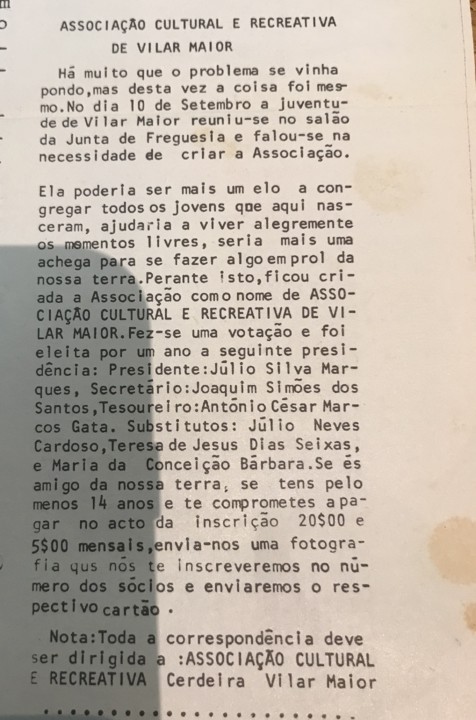 ASSOCIAÇÃO CULTURAL E RECREATIVA
DE VILAR MAIOR
Há muito que o problema se vinha
pondo,mas desta vez a coisa foi mes-
mo.No dia 10 de Setembro a juventu-
de de Vilar Maior reuniu-se no salão
da Junta de Freguesia e falou-se na
necessidade de criar a Associação.
Ela poderia ser mais um elo a con-
gregar todos os jovens qne aqui nas-
ceram, ajudaria a viver alegremente
os momentos livres, seria mais uma
achega para se fazer algo em prol da
nossa terra.Perante isto,ficou cri-
ada a Associação com o nome de ASSO-
CIAÇÃO CULTURAL E RECREATIVA DE VI-
LAR MAIOR.Fez-se uma votação e foi
eleita por um ano a seguinte presi-
dência: Presidente:Júlio Silva Mar-
ques, Secretário:Joaquim Simões dos
Santos,Tesoureiro:António César Mar-
cos Gata. Substitutos: Júlio Neves
Cardoso,Teresa de Jesus Dias Seixas,
e Maria da Conceição Bárbara.Se és
amigo da nossa terra, se tens pelo
menos 14 anos e te comprometes a pa-
gar no acto da inscrição 20$00 e
5$00 mensais,envia-nos uma fotogra-
fia qus nós te inscreveremos no nú-
mero dos sócios e enviaremos o res-
pectivo cartão.
Nota:Toda a correspondência deve
ser dirigida a :ASSOCIAÇÃO CULTURAL
E RECREATIVA Cerdeira Vilar Maior